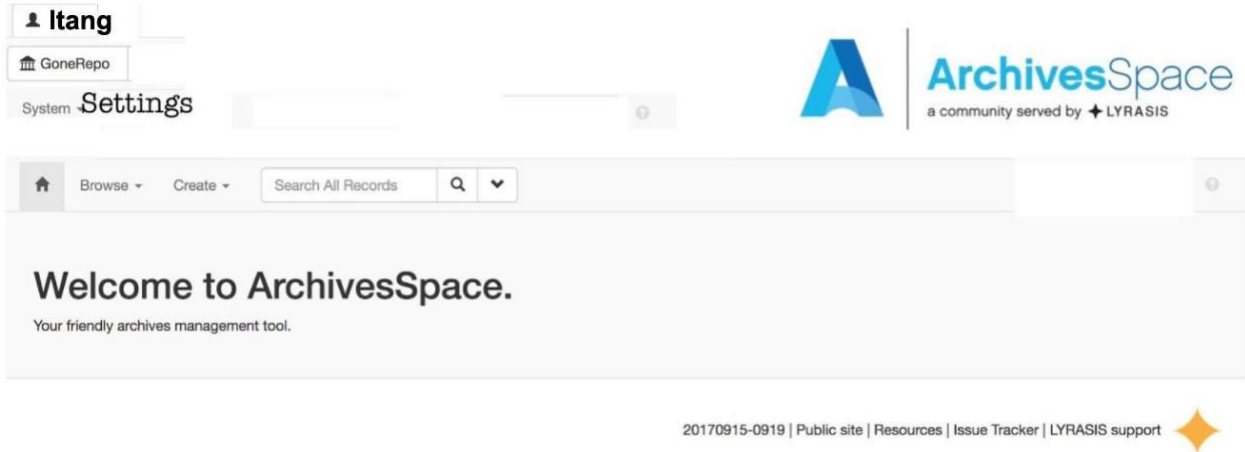 ltang
GoneRepo
System Settings
ArchivesSpace
a community served by LYRASIS
Browse Create Search All Records
Welcome to ArchivesSpace.
Your friendly archives management tool.
20170915-0919 | Public site | Resources | Issue Tracker | LYRASIS support